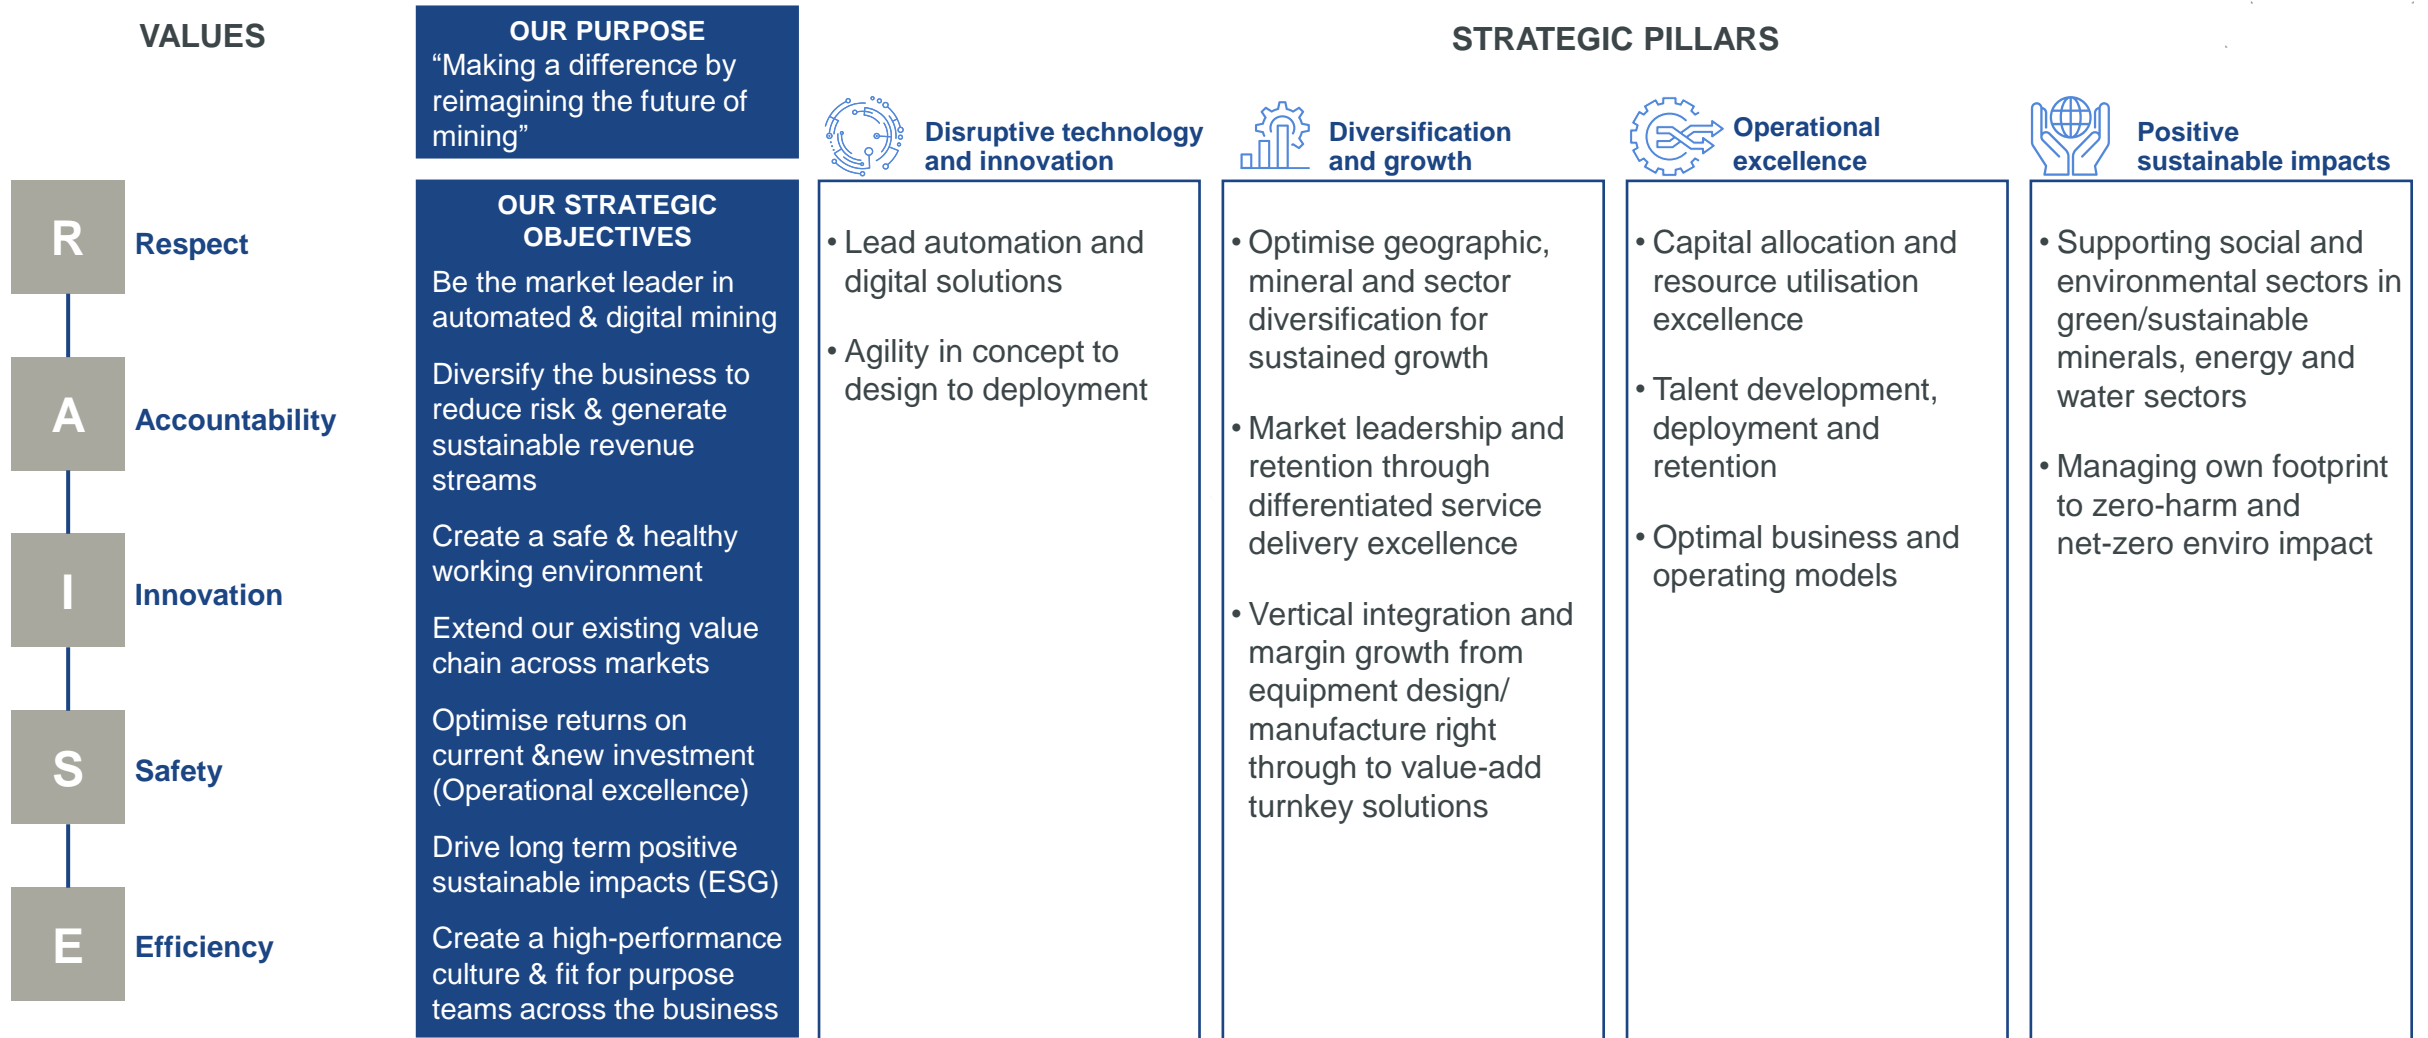 VALUES
R
Respect
A
Accountability
I
Innovation
S
Safety
E
Efficiency
OUR PURPOSE
“Making a difference by
reimagining the future of
mining”
OUR STRATEGIC
OBJECTIVES
Be the market leader in
automated & digital mining
Diversify the business to
reduce risk & generate
sustainable revenue
streams
Create a safe & healthy
working environment
Extend our existing value
chain across markets
Optimise returns on
current &new investment
(Operational excellence)
Drive long term positive
sustainable impacts (ESG)
Create a high-performance
culture & fit for purpose
teams across the business
STRATEGIC PILLARS
Disruptive technology
and innovation
• Lead automation and
digital solutions
• Agility in concept to
design to deployment
Diversification
and growth
• Optimise geographic,
mineral and sector
diversification for
sustained growth
• Market leadership and
retention through
differentiated service
delivery excellence
• Vertical integration and
margin growth from
equipment design/
manufacture right
through to value-add
turnkey solutions
Operational
excellence
• Capital allocation and
resource utilisation
excellence
• Talent development,
deployment and
retention
• Optimal business and
operating models
Positive
sustainable impacts
• Supporting social and
environmental sectors in
green/sustainable
minerals, energy and
water sectors
• Managing own footprint
to zero-harm and
net-zero enviro impact